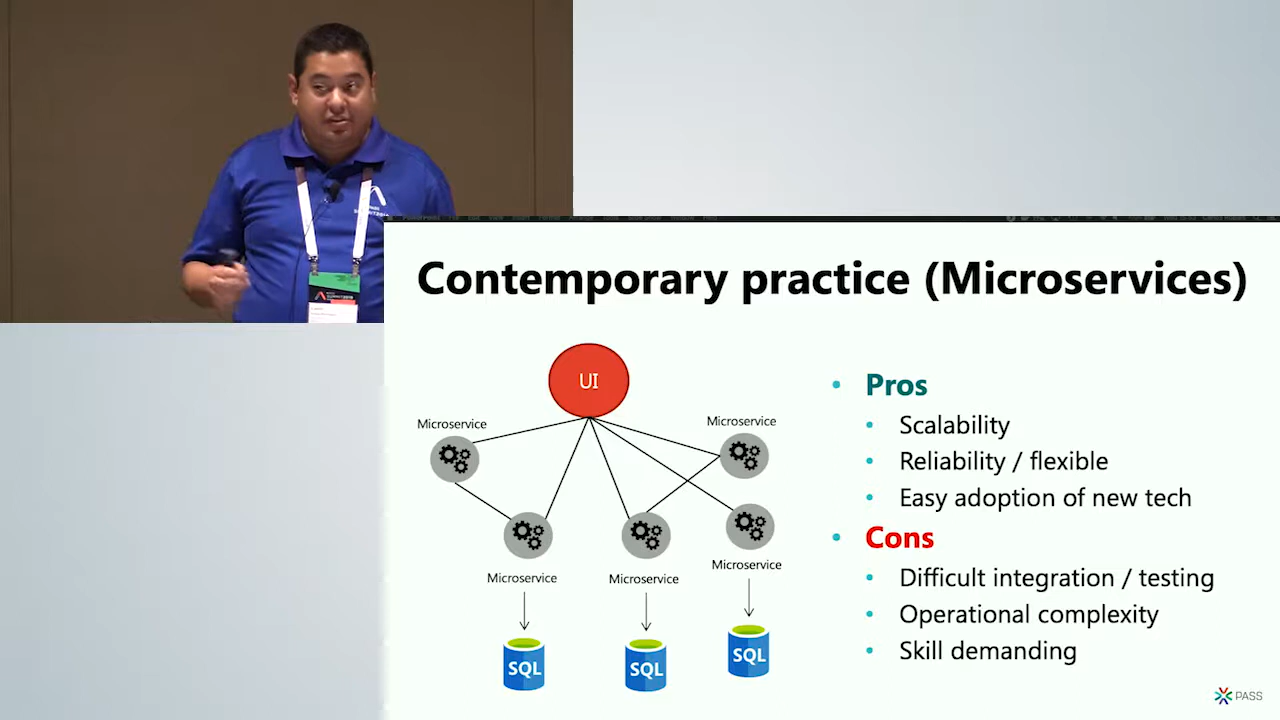 Contemporary practice (Microservices)
UI
Microservice
Microservice
Microservice
Microservice
Microservice
SQL
SQL
SQL
• Pros
• Scalability
• Reliability / flexible
• Easy adoption of new tech
• Cons
• Difficult integration / testing
• Operational complexity
• Skill demanding
PASS